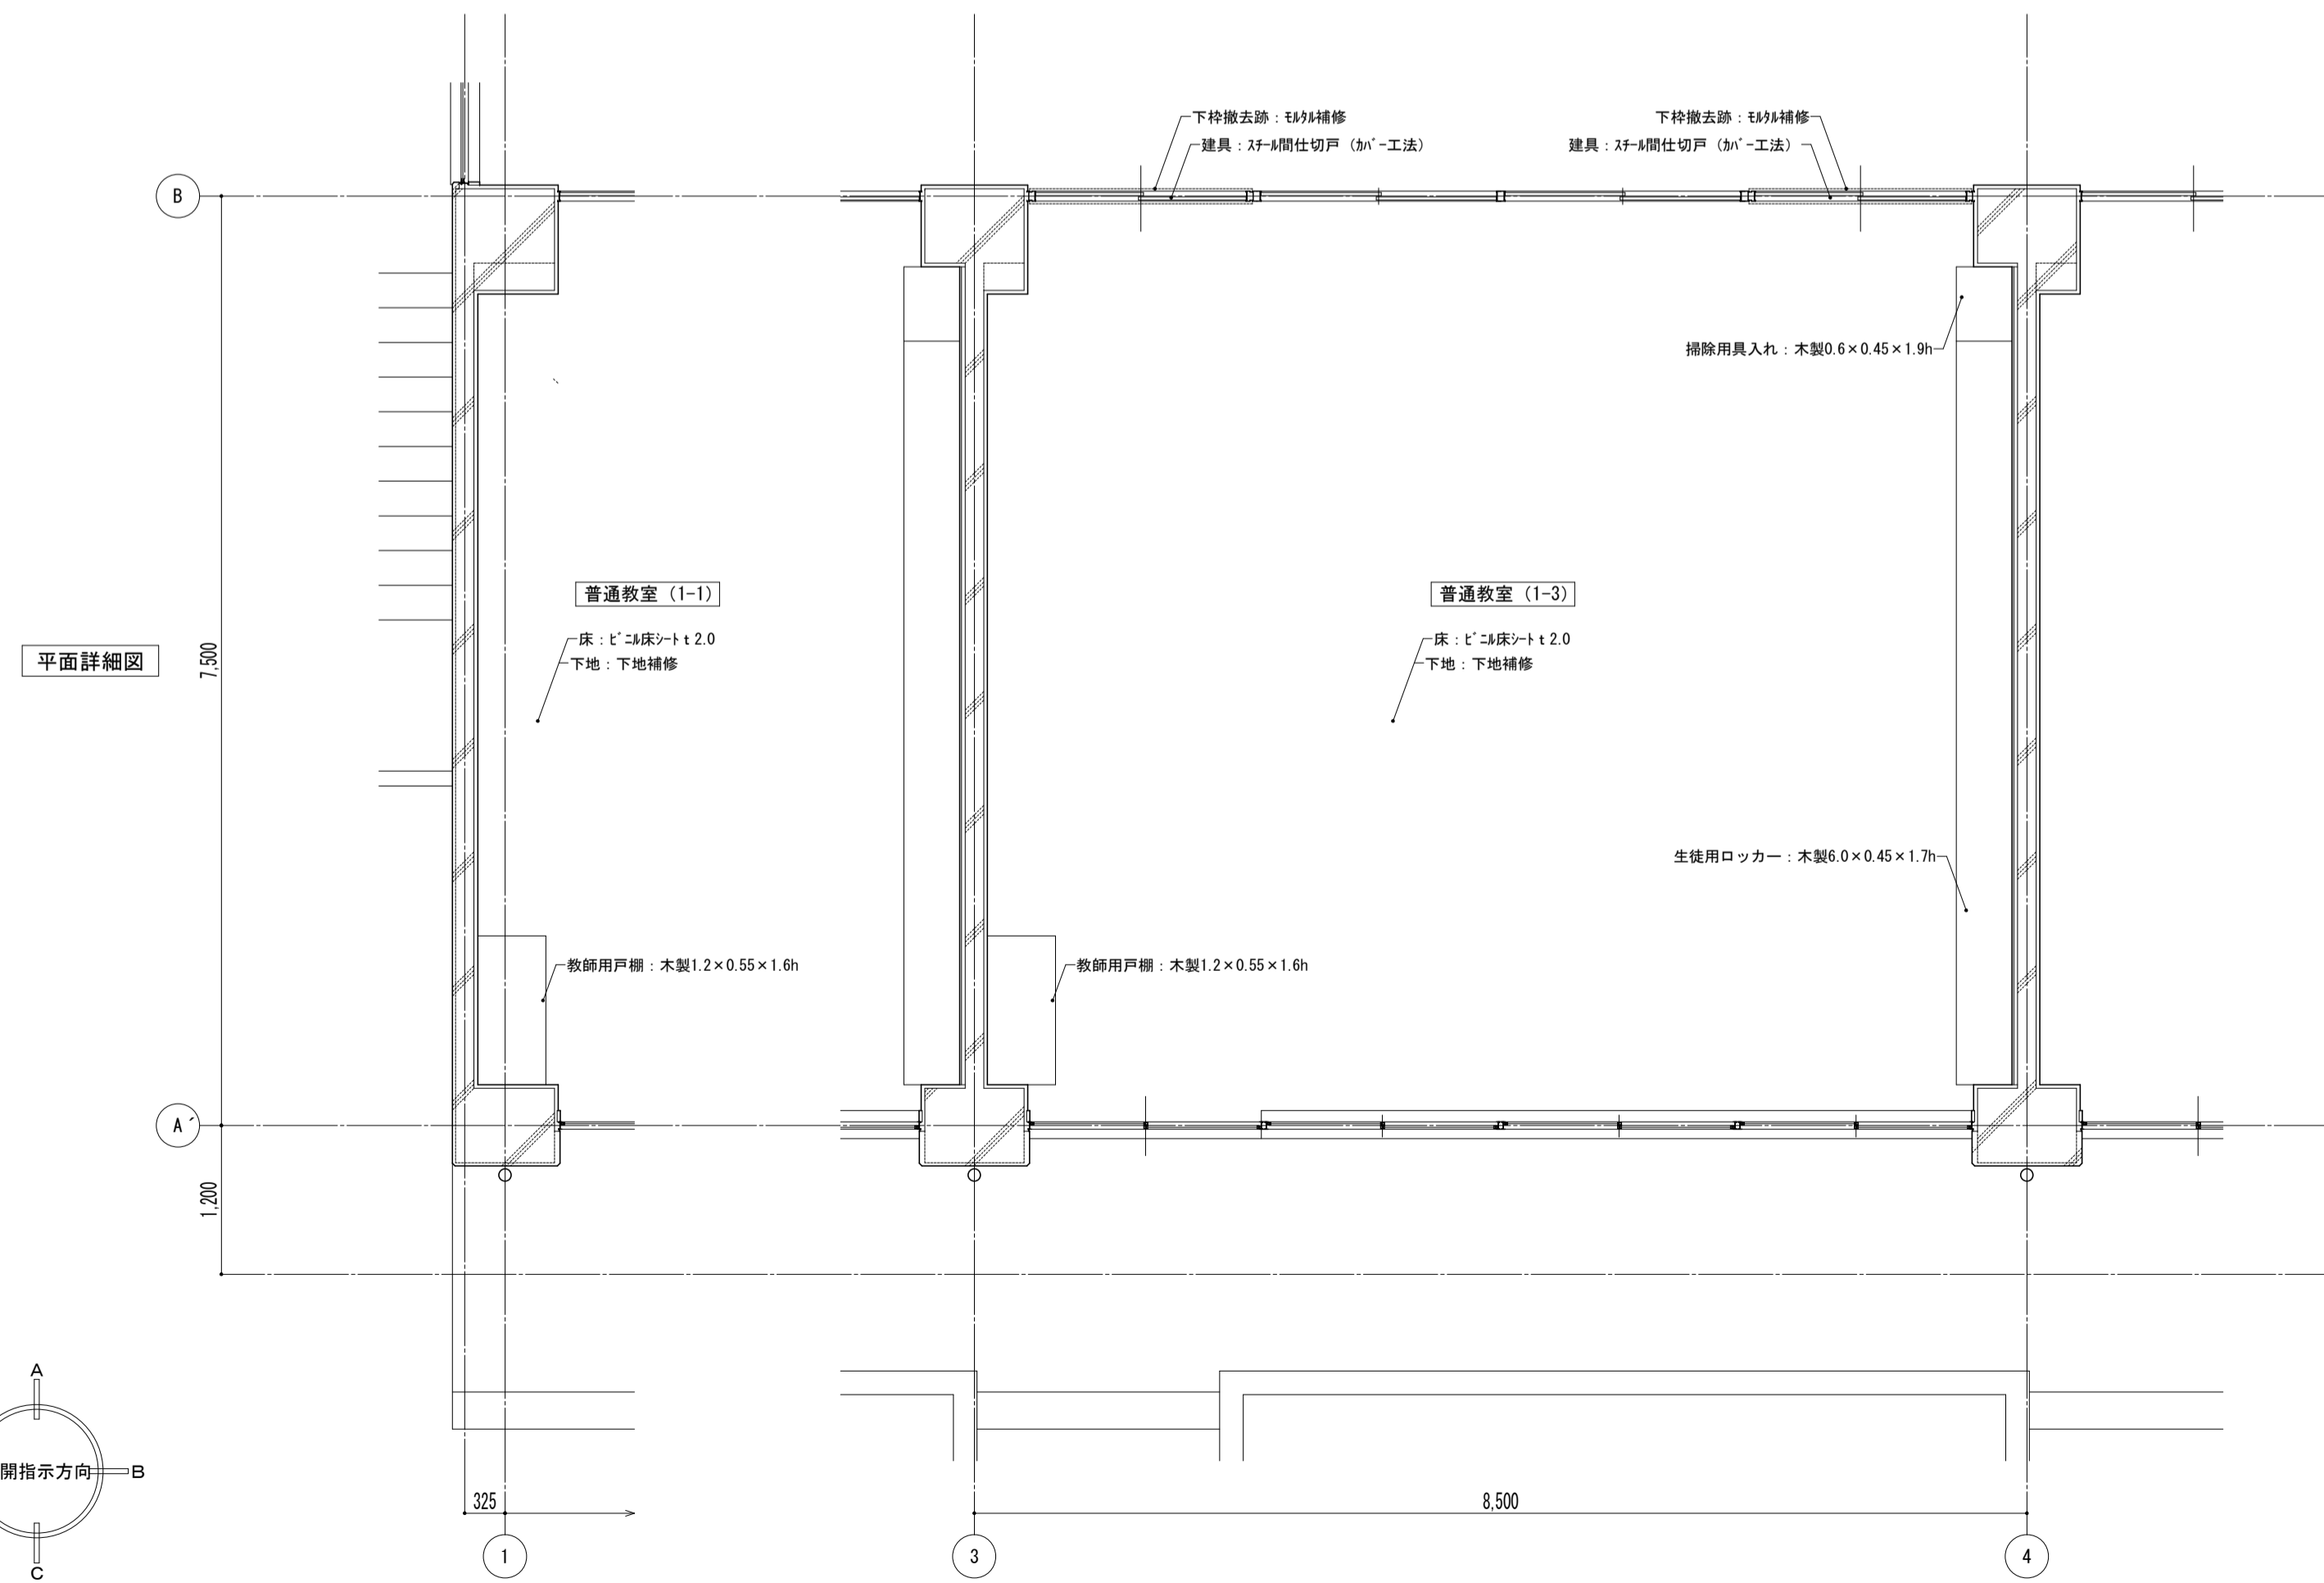 下枠撤去跡：ﾓﾙﾀﾙ補修
建具：ｽﾁｰﾙ間仕切戸（ｶﾊﾞｰ工法）
下枠撤去跡：ﾓﾙﾀﾙ補修
建具：ｽﾁｰﾙ間仕切戸（ｶﾊﾞｰ工法）
B
掃除用具入れ：木製0.6×0.45×1.9h
普通教室（1-1）
床：ﾋﾞﾆﾙ床ｼｰﾄｔ2.0
下地：下地補修
普通教室（1-3）
床：ﾋﾞﾆﾙ床ｼｰﾄｔ2.0
下地：下地補修
平面詳細図
7,500
生徒用ロッカー：木製6.0×0.45×1.7h
教師用戸棚：木製1.2×0.55×1.6h
教師用戸棚：木製1.2×0.55×1.6h
A´
1,200
A
開指示方向
B
C
325
8,500
1
3
4